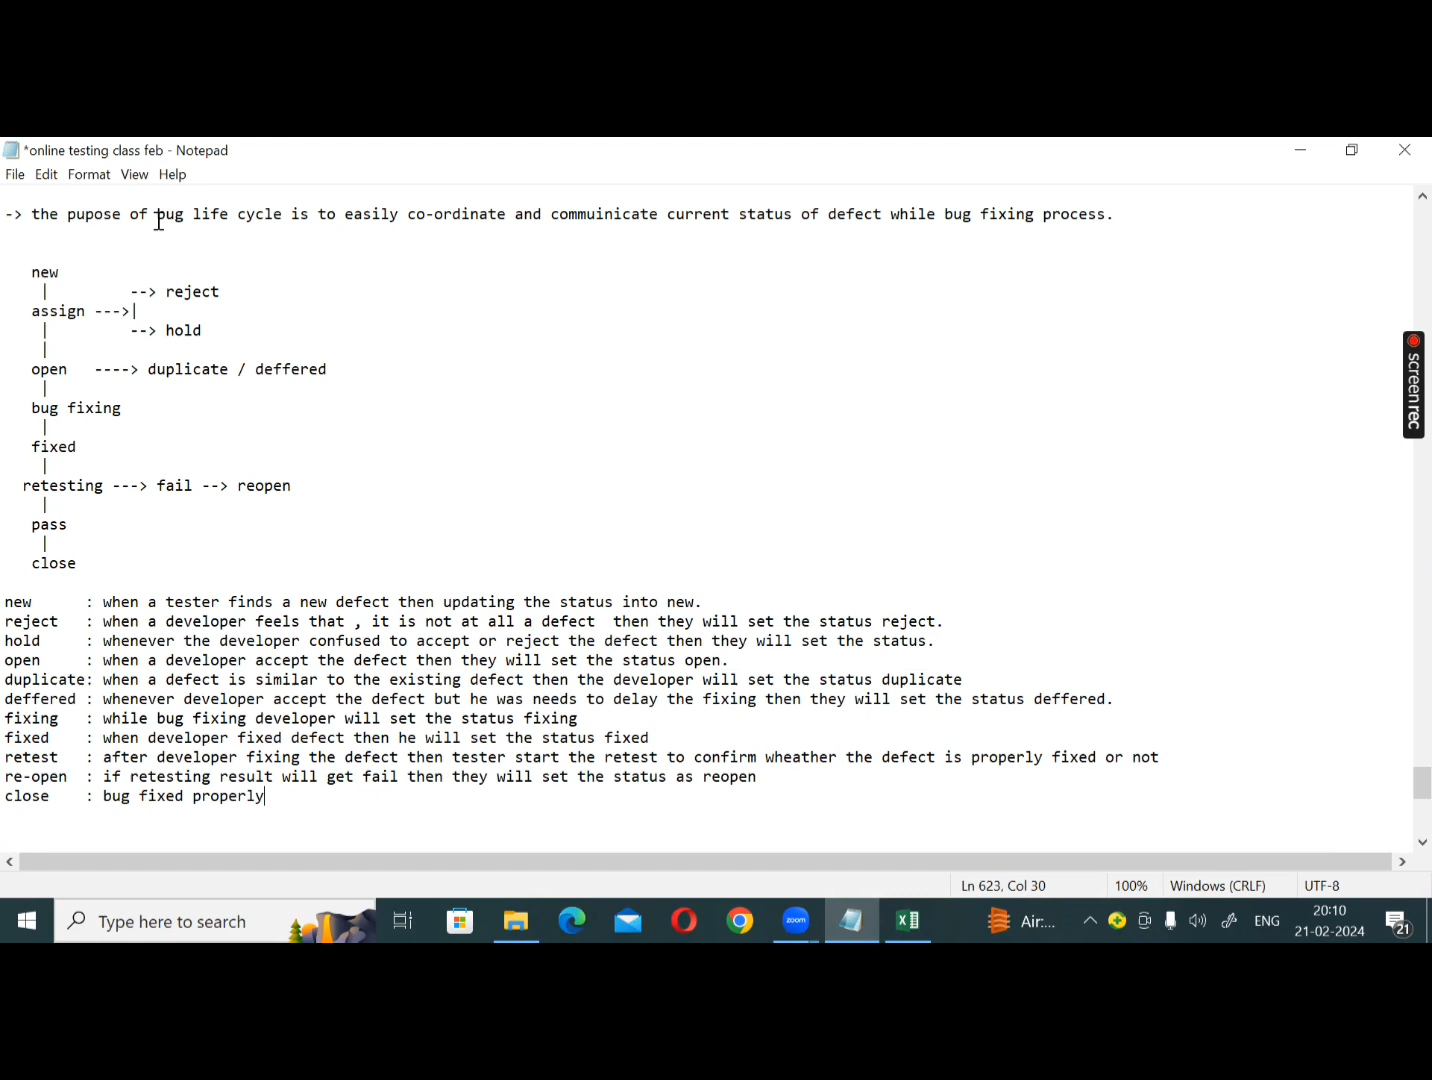 *online testing class feb - Notepad
File Edit Format View Help
-> the pupose of bug life cycle is to easily co-ordinate and commuinicate current status of defect while bug fixing process.
new
| --> reject
assign --->|
| --> hold
|
open ----> duplicate / deffered
|
bug fixing
|
fixed
|
retesting ---> fail --> reopen
|
pass
|
close
new : when a tester finds a new defect then updating the status into new.
reject : when a developer feels that , it is not at all a defect then they will set the status reject.
hold : whenever the developer confused to accept or reject the defect then they will set the status.
open : when a developer accept the defect then they will set the status open.
duplicate: when a defect is similar to the existing defect then the developer will set the status duplicate
deffered : whenever developer accept the defect but he was needs to delay the fixing then they will set the status deffered.
fixing : while bug fixing developer will set the status fixing
fixed : when developer fixed defect then he will set the status fixed
retest : after developer fixing the defect then tester start the retest to confirm wheather the defect is properly fixed or not
re-open : if retesting result will get fail then they will set the status as reopen
close : bug fixed properly
screenrec
Ln 623, Col 30 100% Windows (CRLF) UTF-8
Type here to search zoom Air:... ENG 20:10 21
21-02-2024